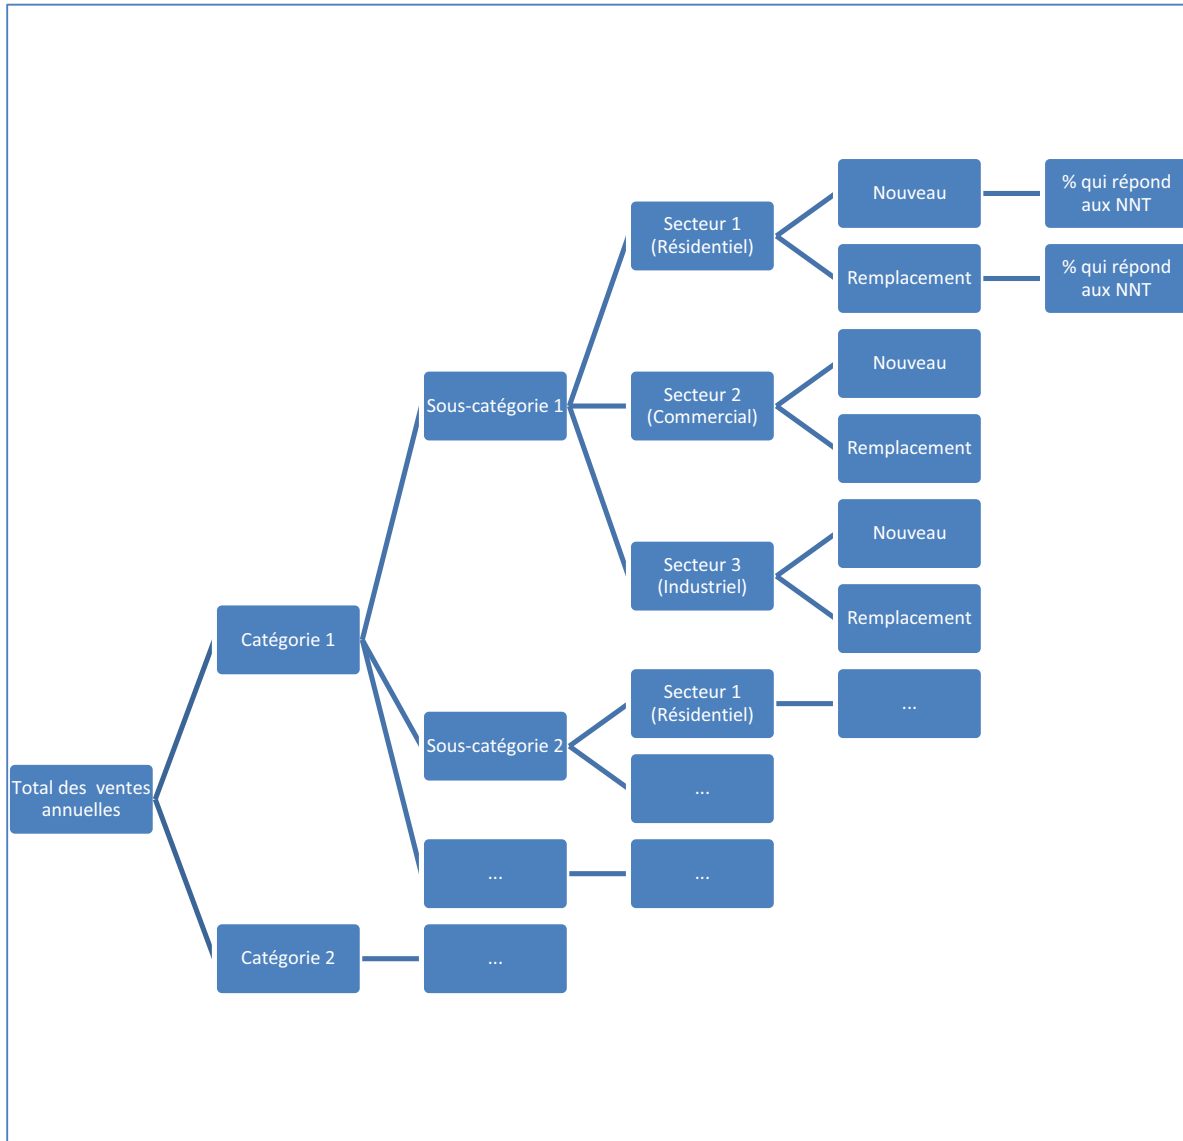 Nouveau
% qui répond
aux NNT
Secteur 1
(Résidentiel)
Remplacement
% qui répond
aux NNT
Nouveau
Sous-catégorie 1
Secteur 2
(Commercial)
Remplacement
Nouveau
Secteur 3
(Industriel)
Remplacement
Catégorie 1
Secteur 1
(Résidentiel)
...
Sous-catégorie 2
...
Total des ventes
annuelles
...
...
Catégorie 2
...